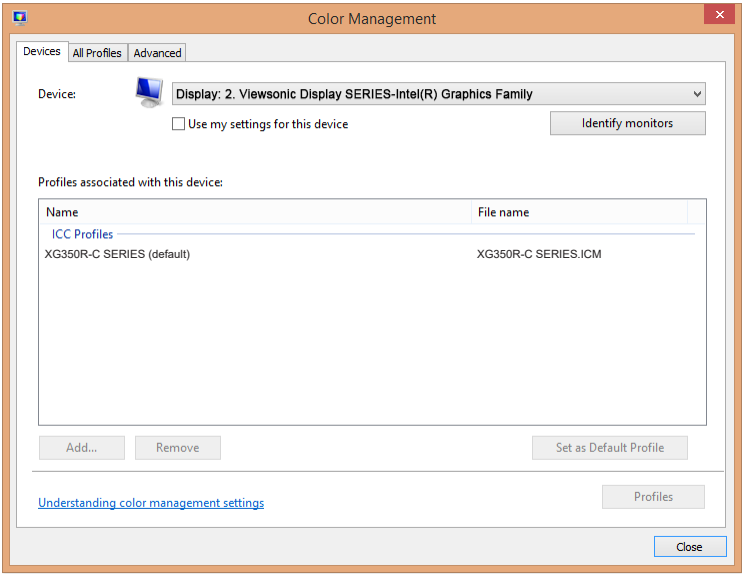 Color Management
Devices All Profiles Advanced
Device: Display: 2. Viewsonic Display SERIES-Intel(R) Graphics Family
Use my settings for this device Identify monitors
Profiles associated with this device:
Name File name
ICC Profiles
XG350R-C SERIES (default) XG350R-C SERIES.ICM
Add... Remove Set as Default Profile
Understanding color management settings Profiles
Close